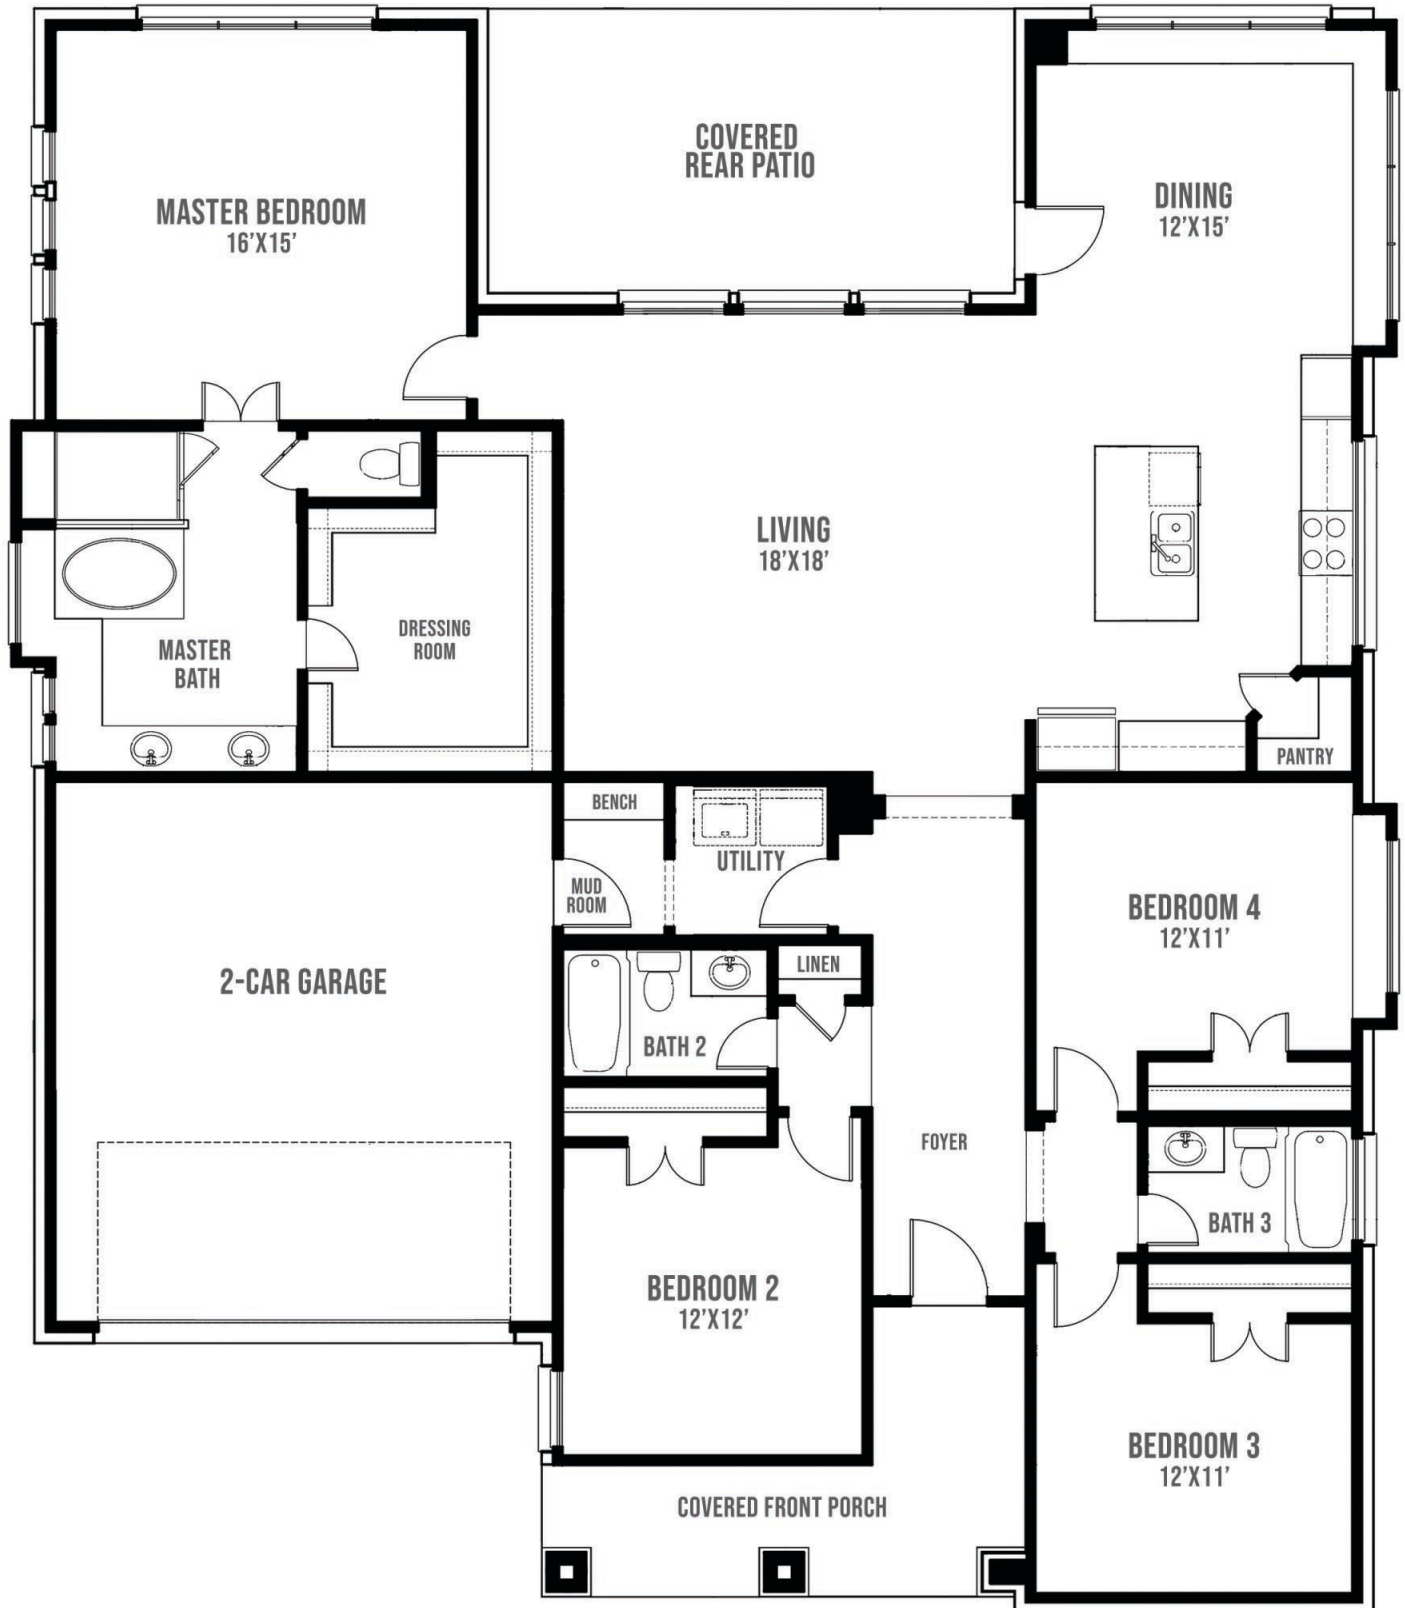 COVERED
REAR PATIO
MASTER BEDROOM
16'X15'
DINING
12'X15'
LIVING
18'X18'
DRESSING
ROOM
MASTER
BATH
PANTRY
BENCH
UTILITY
MUD
ROOM
BEDROOM 4
12'X11'
2-CAR GARAGE
LINEN
BATH 2
FOYER
BATH 3
BEDROOM 2
12'X12'
BEDROOM 3
12'X11'
COVERED FRONT PORCH